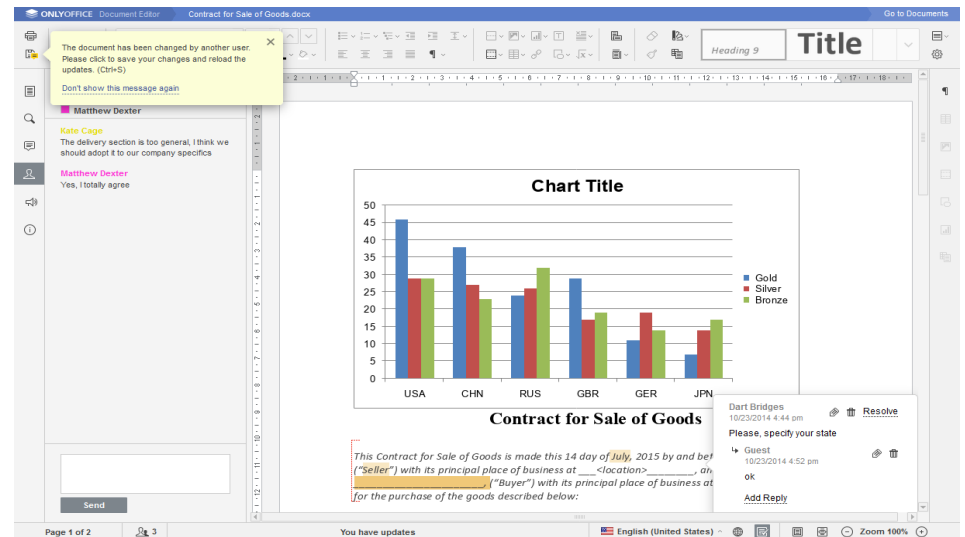 ONLYOFFICE Document Editor
Contract for Sale of Goods.docx
Go to Documents
The document has been changed by another user.
Please click to save your changes and reload the
updates. (Ctrl+S)
Don't show this message again
Heading 9
Title
Matthew Dexter
Kate Cage
The delivery section is too general, I think we
should adopt it to our company specifics
Matthew Dexter
Yes, I totally agree
Send
Chart Title
50
45
40
35
30
25
20
15
10
5
0
USA CHN RUS GBR GER JPN
Gold
Silver
Bronze
Contract for Sale of Goods
This Contract for Sale of Goods is made this 14 day of July, 2015 by and
("Seller") with its principal place of business at ___<location>_________,
("Buyer") with its principal place of business at
for the purchase of the goods described below:
Dart Bridges
10/23/2014 4:44 pm
Resolve
Please, specify your state
Guest
10/23/2014 4:52 pm
ok
Add Reply
Page 1 of 2
3
You have updates
English (United States)
Zoom 100%